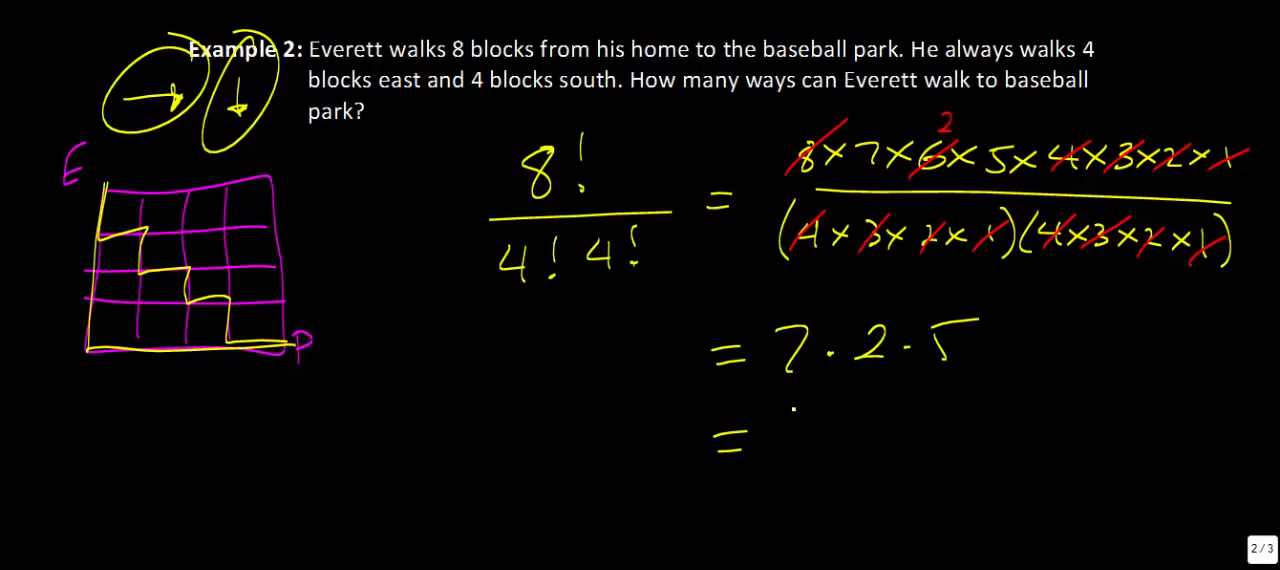 Example 2: Everett walks 8 blocks from his home to the baseball park. He always walks 4
blocks east and 4 blocks south. How many ways can Everett walk to baseball
park?
→ ↓
E
P
8!
4! 4!
=
2
8 × 7 × 6 × 5 × 4 × 3 × 2 × 1
(4 × 3 × 2 × 1)(4 × 3 × 2 × 1)
= 7 · 2 · 5
=
2 / 3